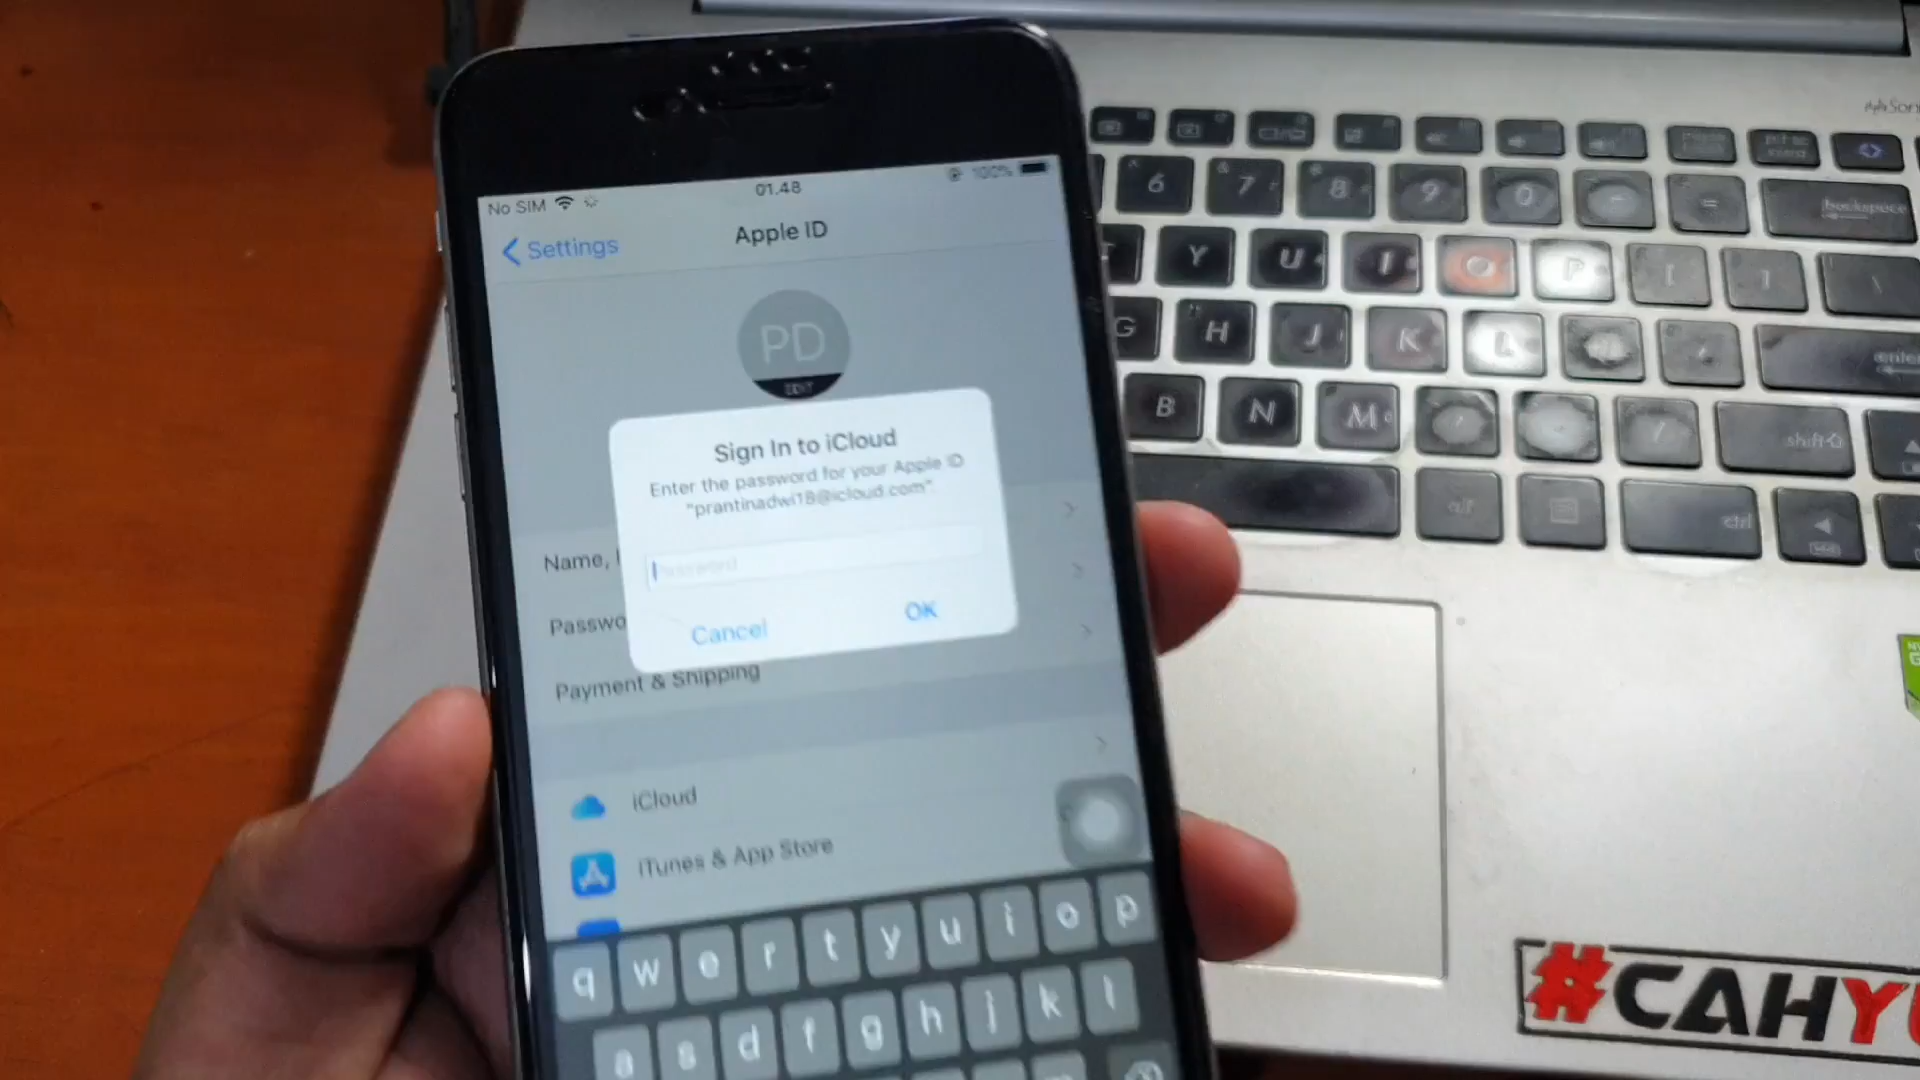 No SIM
01.48
100%
Settings
Apple ID
PD
EDIT
Sign In to iCloud
Enter the password for your Apple ID
"prantinadwi18@icloud.com".
Password
Cancel
OK
Name,
Passwo
Payment & Shipping
iCloud
iTunes & App Store
q w e r t y u i o p
a s d f g h j k l
6 7 8 9 0 - =
backspace
Y U I O P [ ]
G H J K L
enter
B N M
shift
alt
ctrl
#CAHYU